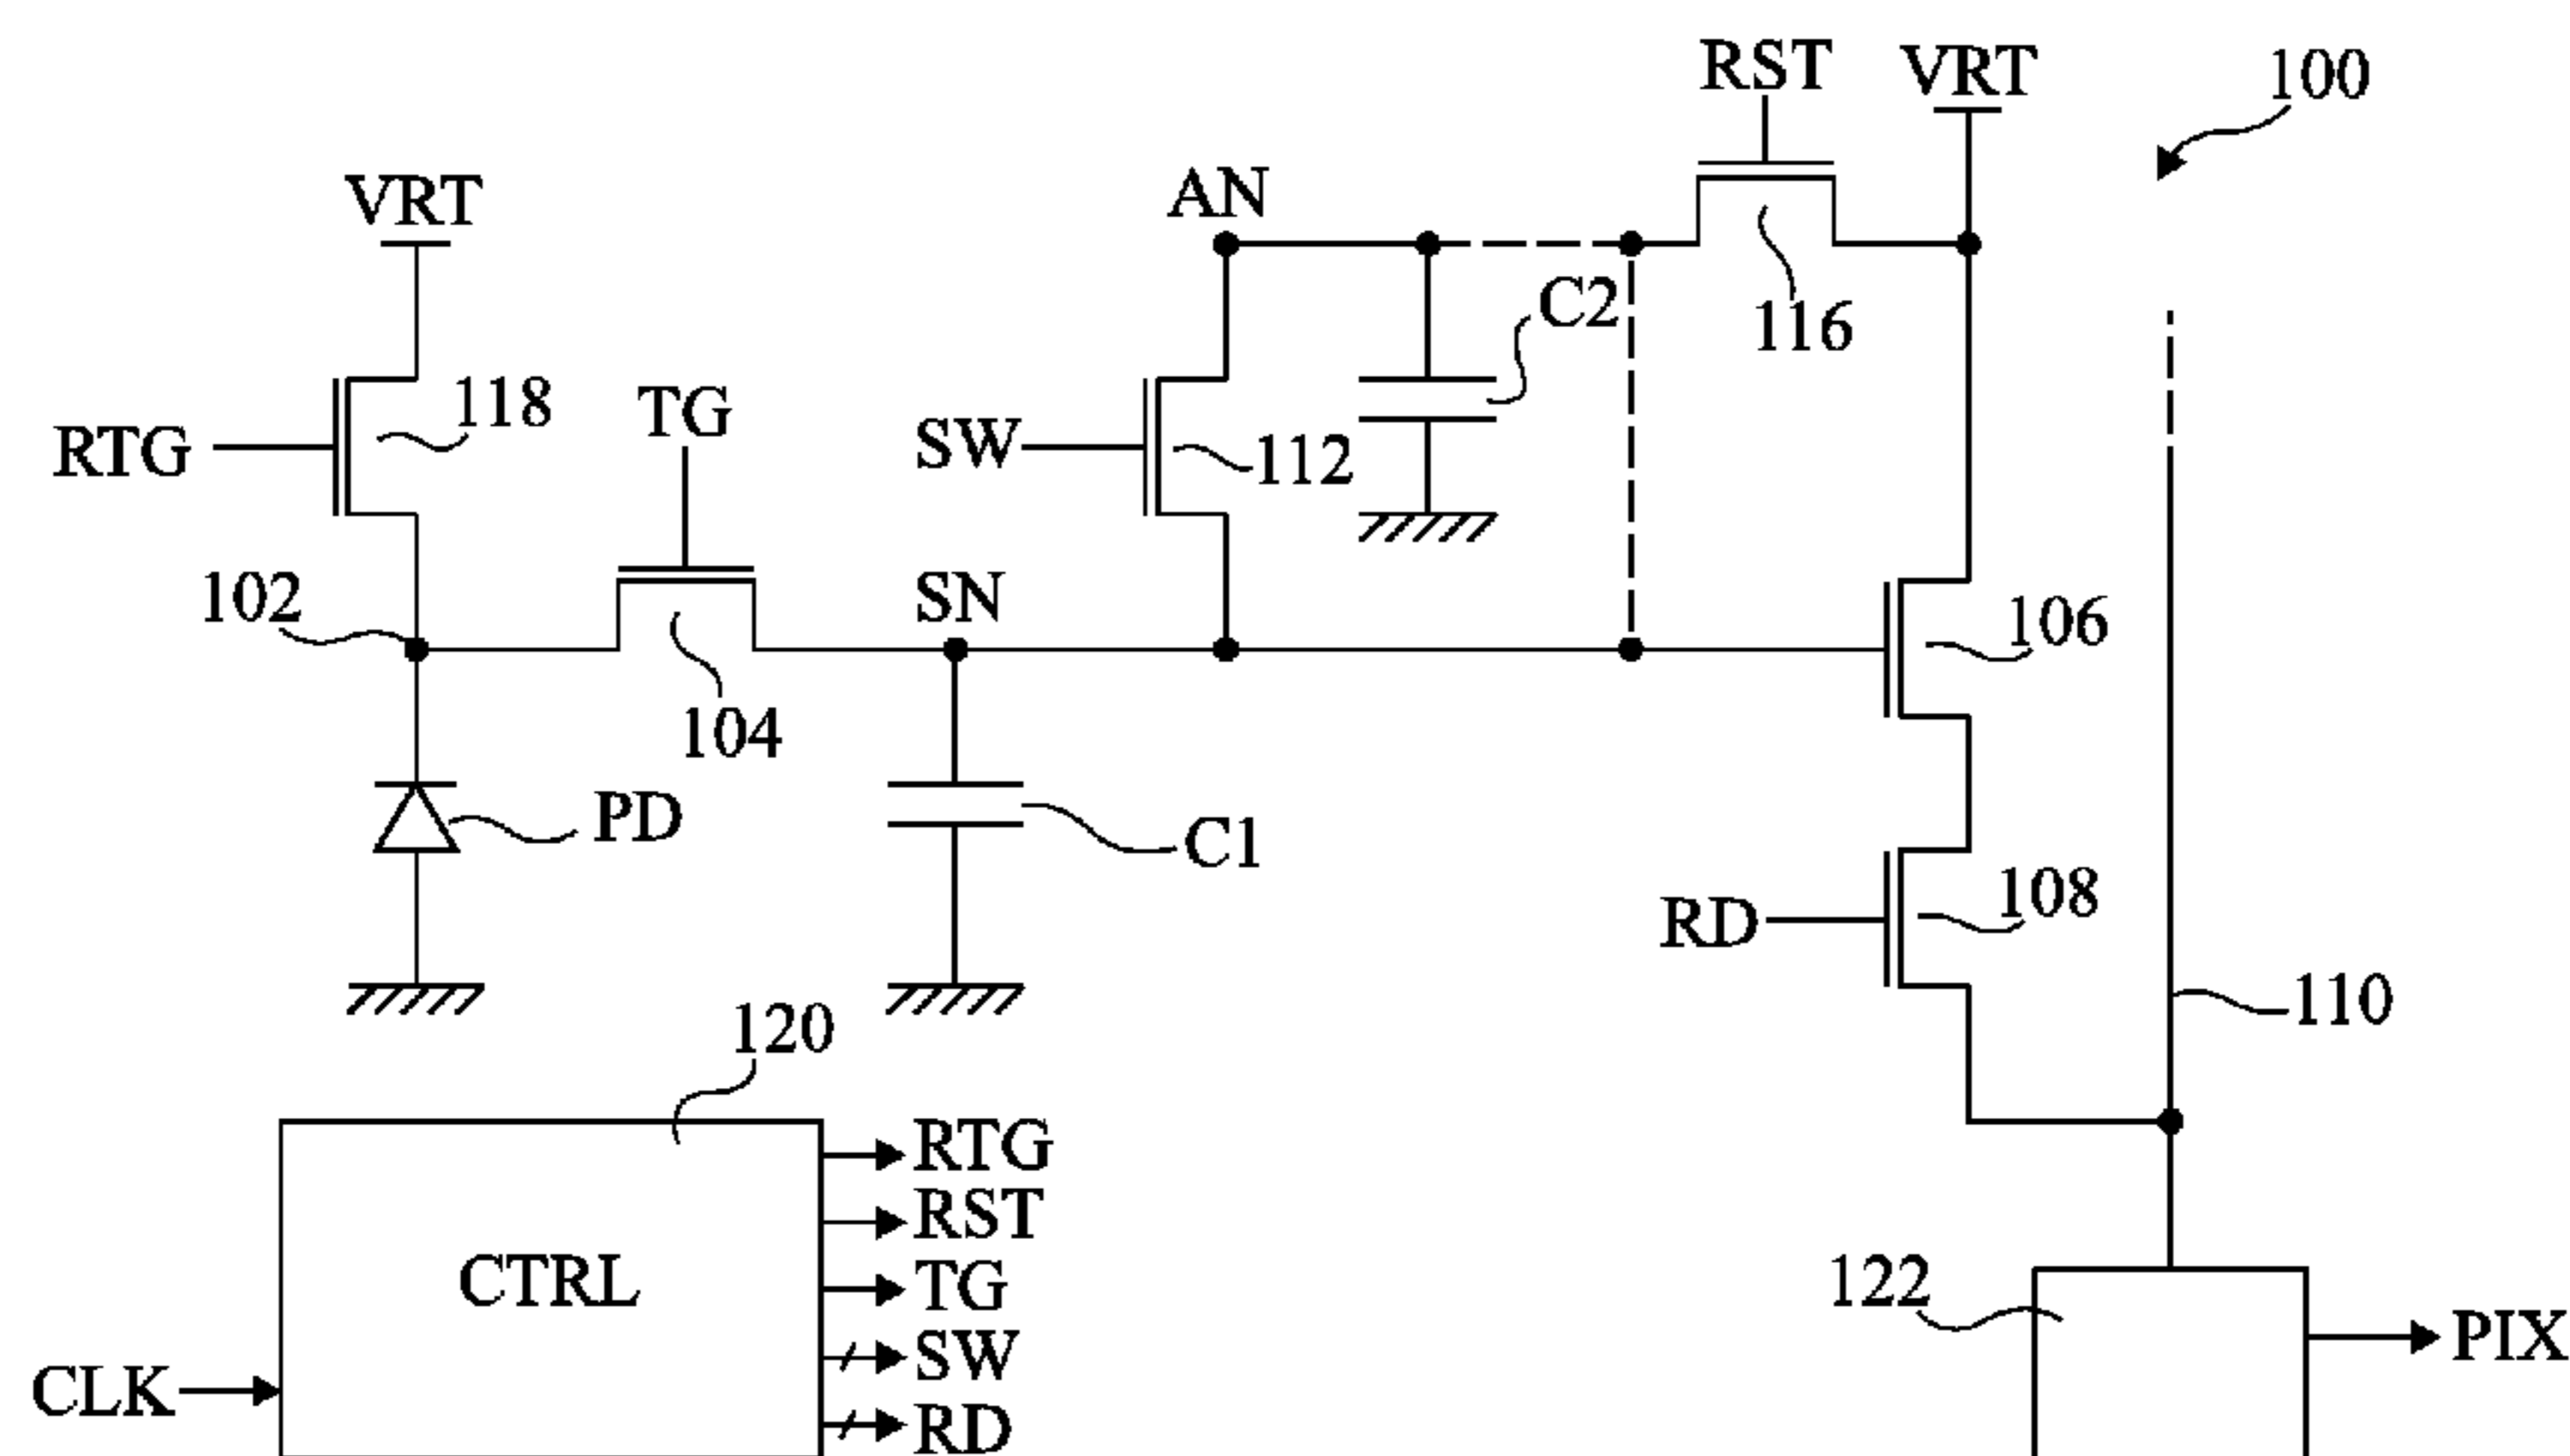 RST VRT 100
VRT AN
C2
116
RTG 118 TG SW 112
102 SN 106
104
PD C1 108
RD
120 110
RTG
RST
CTRL TG 122
SW PIX
CLK RD